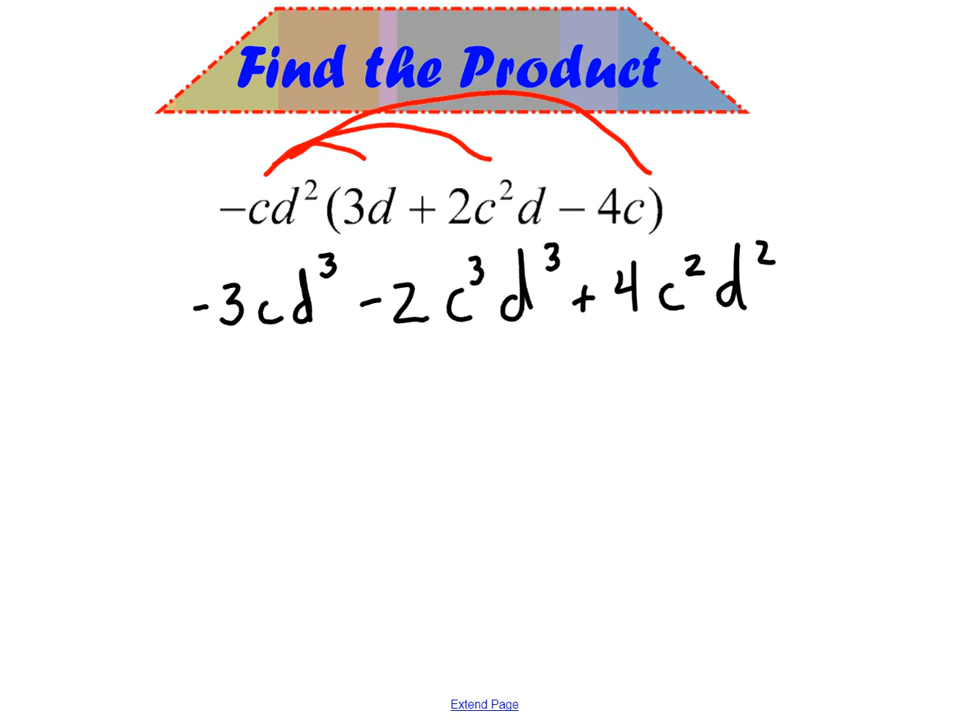 Find the Product
−cd²(3d + 2c²d − 4c)
-3cd³ -2c³d³ + 4c²d²
Extend Page